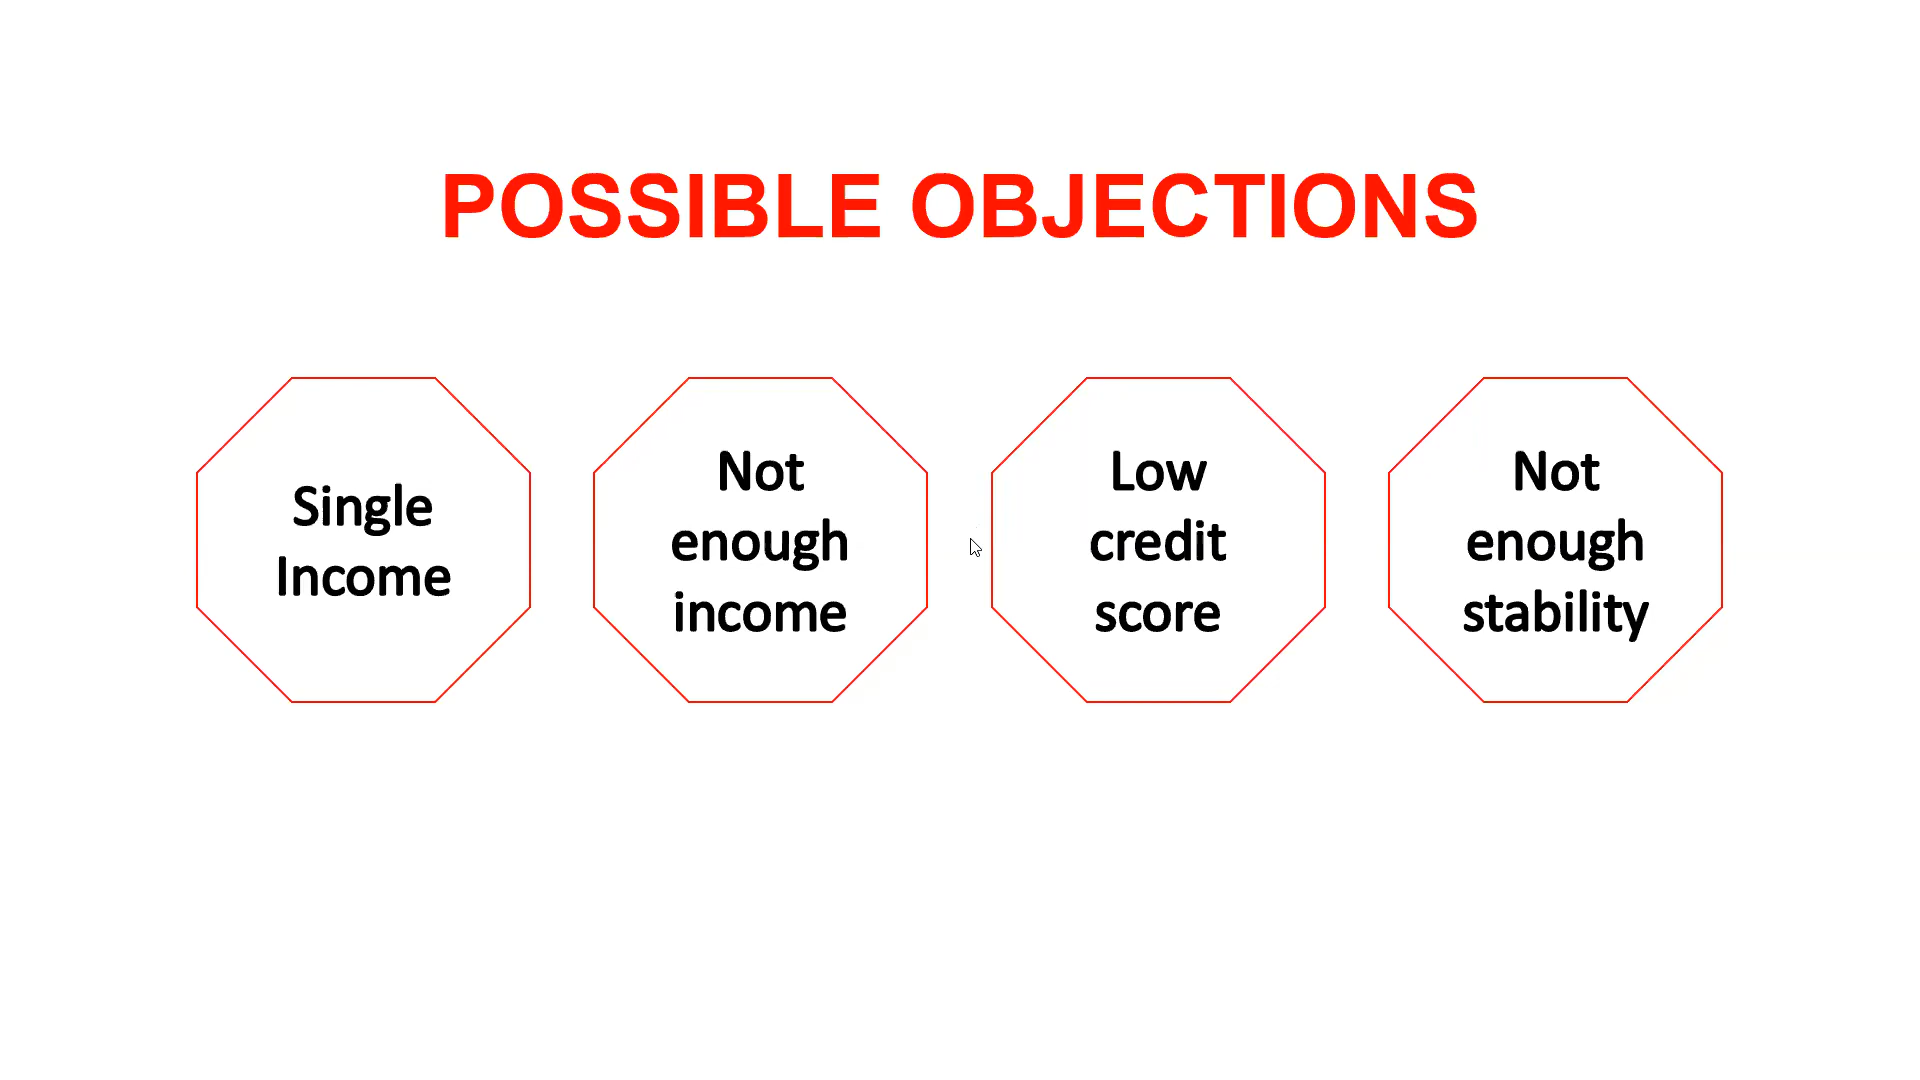 POSSIBLE OBJECTIONS
Single
Income
Not
enough
income
Low
credit
score
Not
enough
stability